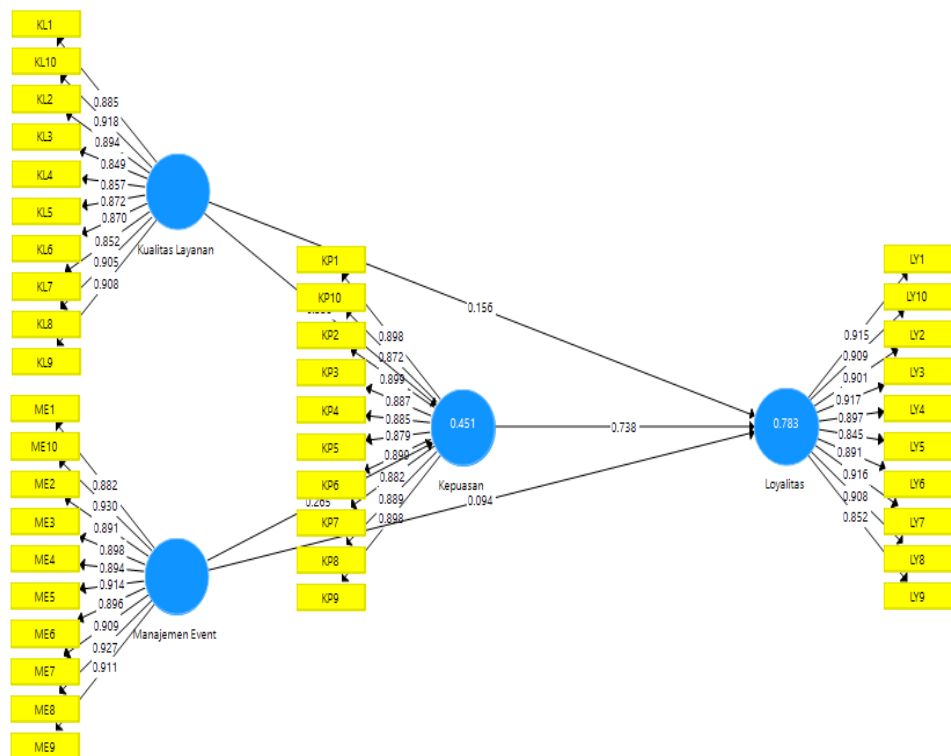 KL1
KL10
KL2
KL3
KL4
KL5
KL6
KL7
KL8
KL9
0.885
0.918
0.894
0.849
0.857
0.872
0.870
0.852
0.905
0.908
Kualitas Layanan
ME1
ME10
ME2
ME3
ME4
ME5
ME6
ME7
ME8
ME9
0.882
0.930
0.891
0.898
0.894
0.914
0.896
0.909
0.927
0.911
Manajemen Event
KP1
KP10
KP2
KP3
KP4
KP5
KP6
KP7
KP8
KP9
0.898
0.872
0.899
0.887
0.885
0.879
0.882
0.889
0.898
0.265
0.451
Kepuasan
0.156
0.738
0.094
0.783
Loyalitas
0.915
0.909
0.901
0.917
0.897
0.845
0.891
0.916
0.908
0.852
LY1
LY10
LY2
LY3
LY4
LY5
LY6
LY7
LY8
LY9